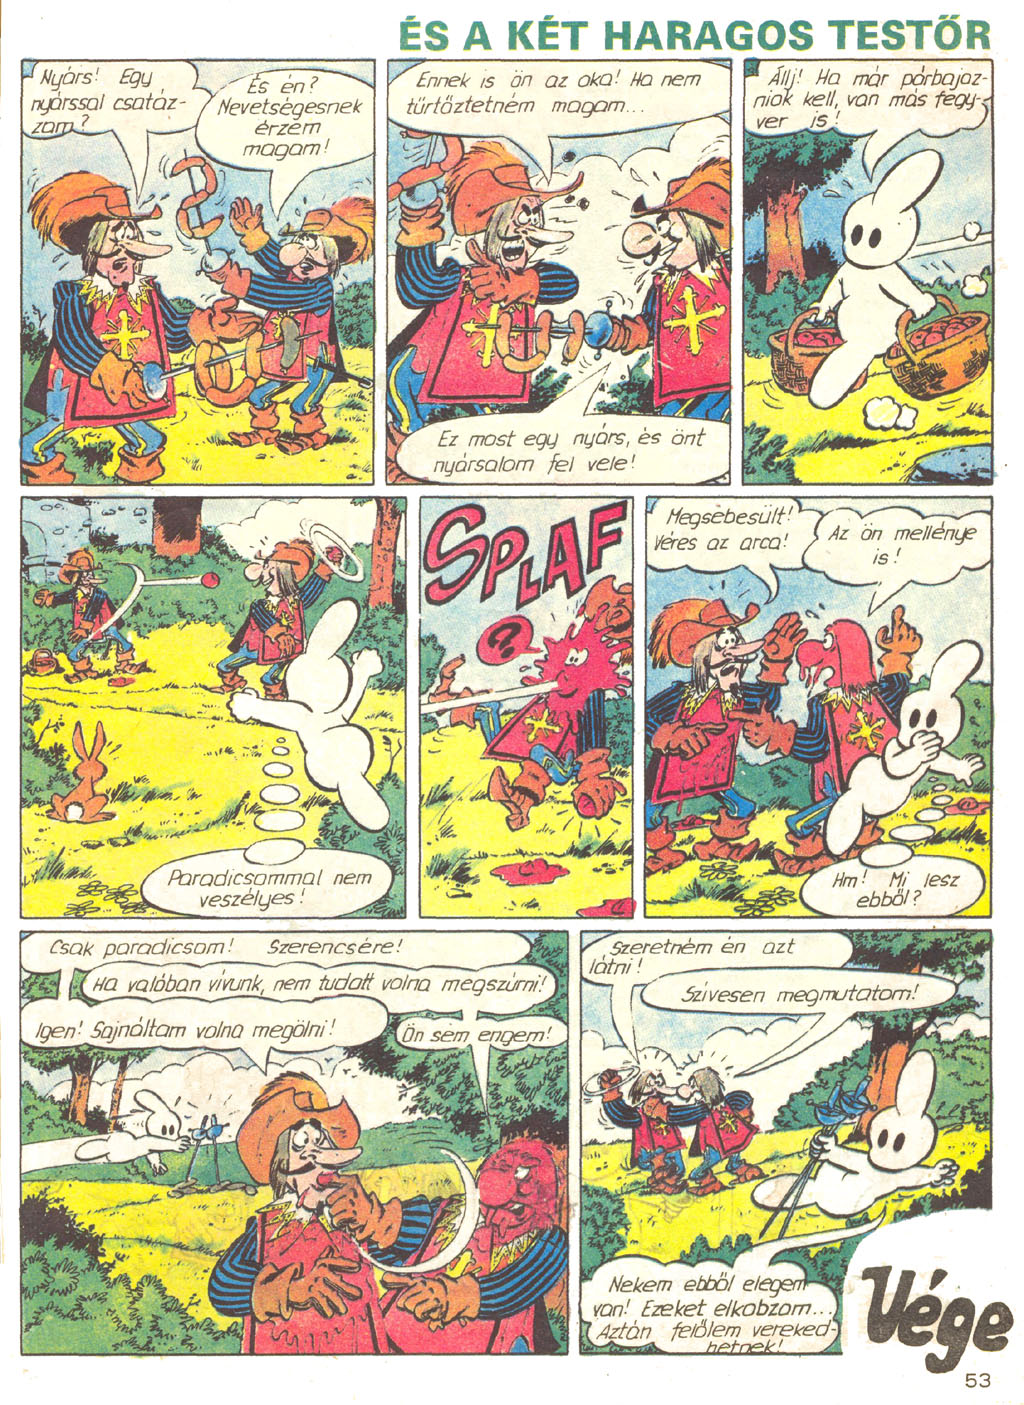 ÉS A KÉT HARAGOS TESTŐR
Nyárs! Egy
nyárssal csatáz-
zam?
És én?
Nevetségesnek
érzem
magam!
Ennek is ön az oka! Ha nem
türtőztetném magam...
Ez most egy nyárs, és önt
nyársalom fel vele!
Állj! Ha már párbajoz-
niok kell, van más fegy-
ver is!
Paradicsommal nem
veszélyes!
SPLAF
?
Megsebesült!
Véres az arca!
Az ön mellénye
is!
Hm! Mi lesz
ebből?
Csak paradicsom! Szerencsére!
Ha valóban vívunk, nem tudott volna megszúrni!
Igen! Sajnáltam volna megölni!
Ön sem engem!
Szeretném én azt
látni!
Szívesen megmutatom!
Nekem ebből elegem
van! Ezeket elkobzom...
Aztán felőlem vereked-
hetnek!
Vége
53